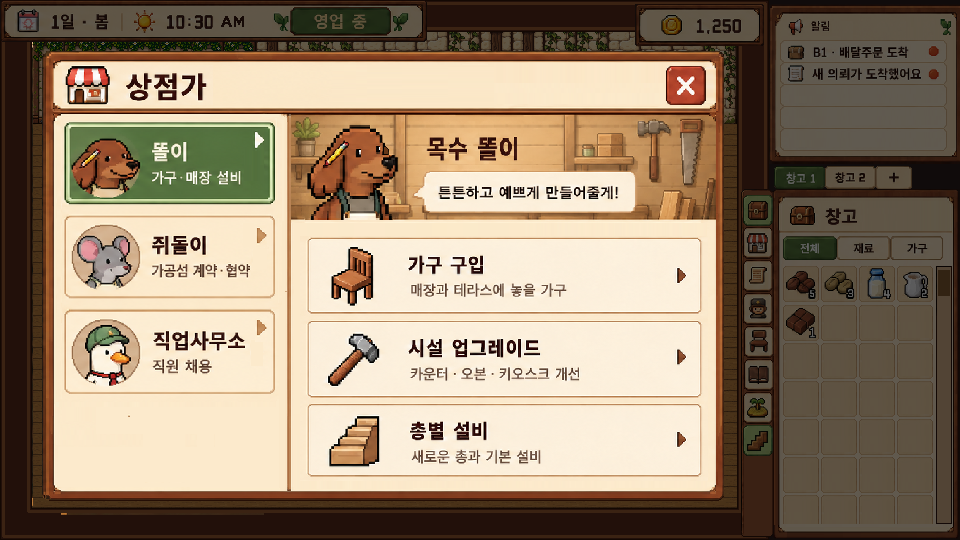 1일 · 봄
10:30 AM
영업 중
1,250
알림
B1 · 배달주문 도착
새 의뢰가 도착했어요
상점가
똘이
가구·매장 설비
쥐돌이
가공섬 계약·협약
직업사무소
직원 채용
목수 똘이
튼튼하고 예쁘게 만들어줄게!
가구 구입
매장과 테라스에 놓을 가구
시설 업그레이드
카운터 · 오븐 · 키오스크 개선
층별 설비
새로운 층과 기본 설비
창고 1
창고 2
+
창고
전체
재료
가구
5
3
4
2
1